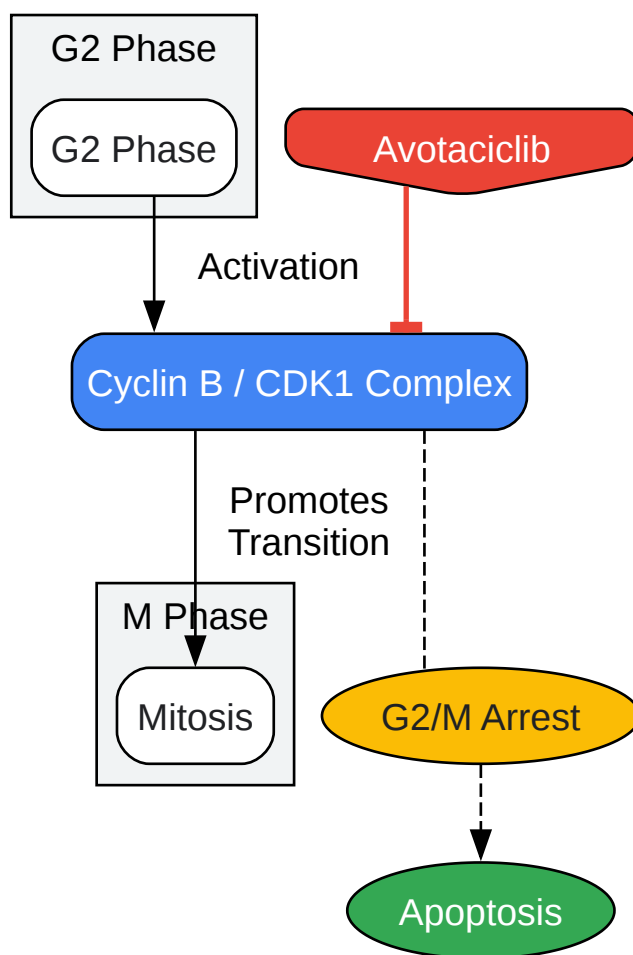 G2 Phase
G2 Phase
Avotaciclib
Activation
Cyclin B / CDK1 Complex
Promotes
Transition
M Phase
Mitosis
G2/M Arrest
Apoptosis